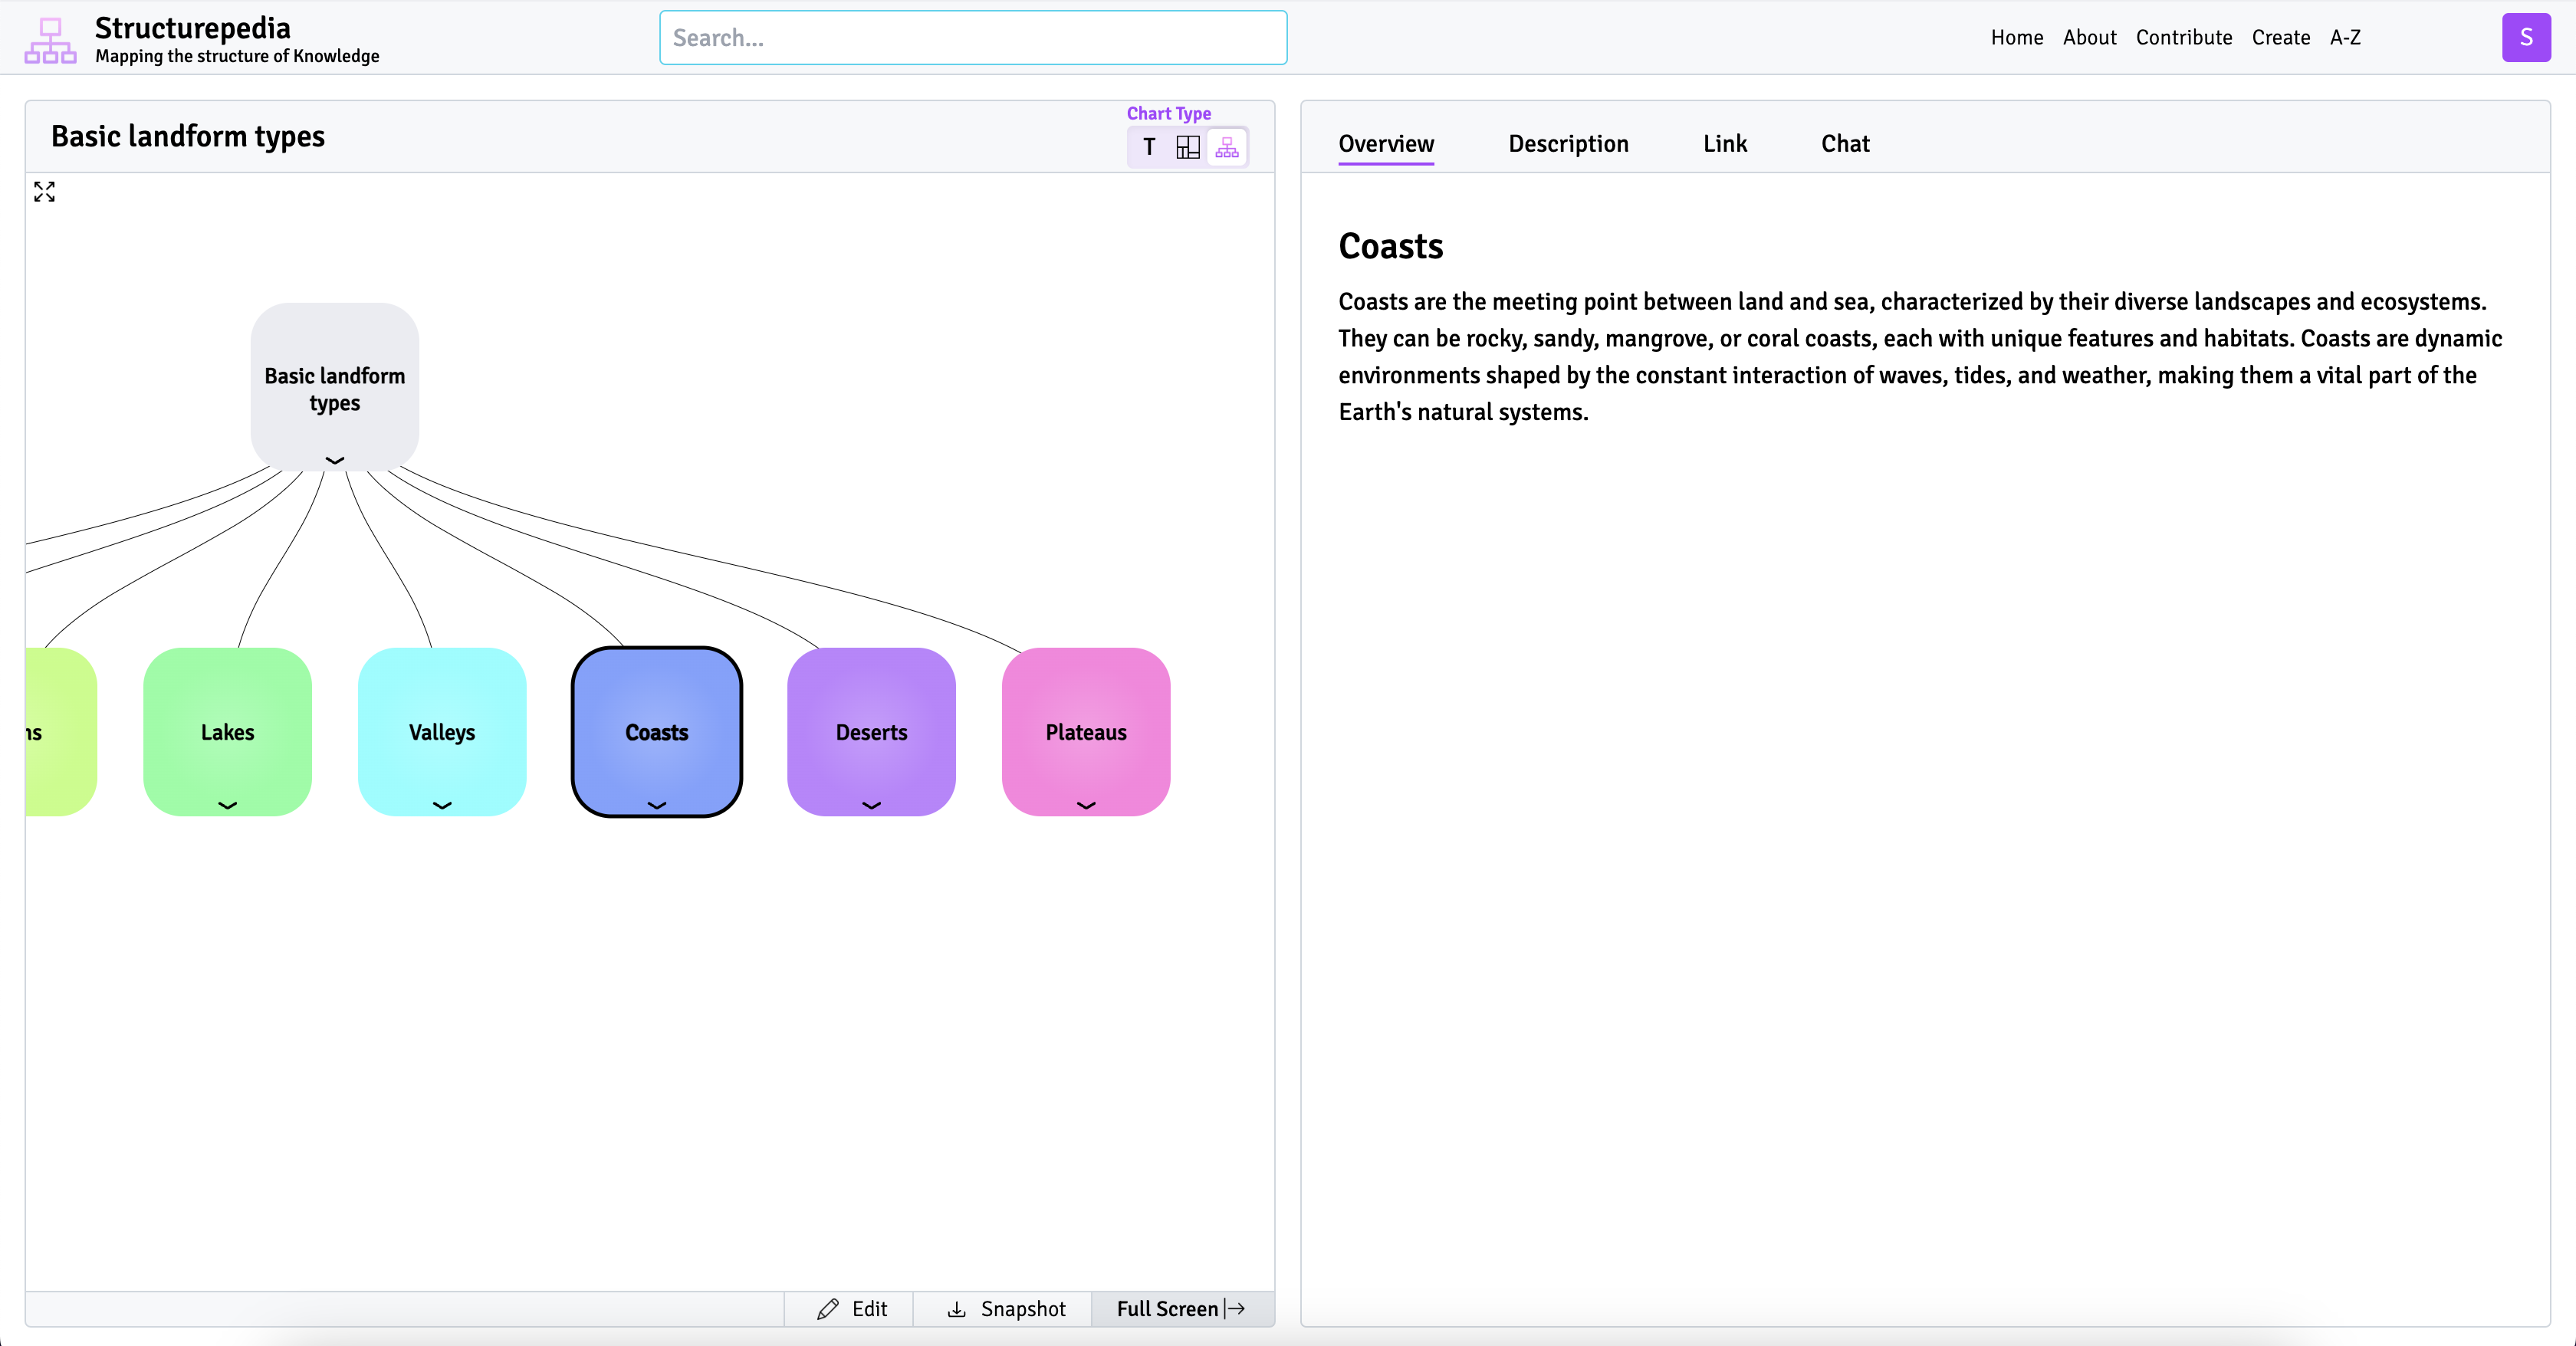 Structurepedia
Mapping the structure of Knowledge
Search...
Home About Contribute Create A-Z
S
Basic landform types
Chart Type
T
Basic landform
types
ns
Lakes
Valleys
Coasts
Deserts
Plateaus
Edit
Snapshot
Full Screen
Overview
Description
Link
Chat
Coasts
Coasts are the meeting point between land and sea, characterized by their diverse landscapes and ecosystems.
They can be rocky, sandy, mangrove, or coral coasts, each with unique features and habitats. Coasts are dynamic
environments shaped by the constant interaction of waves, tides, and weather, making them a vital part of the
Earth's natural systems.